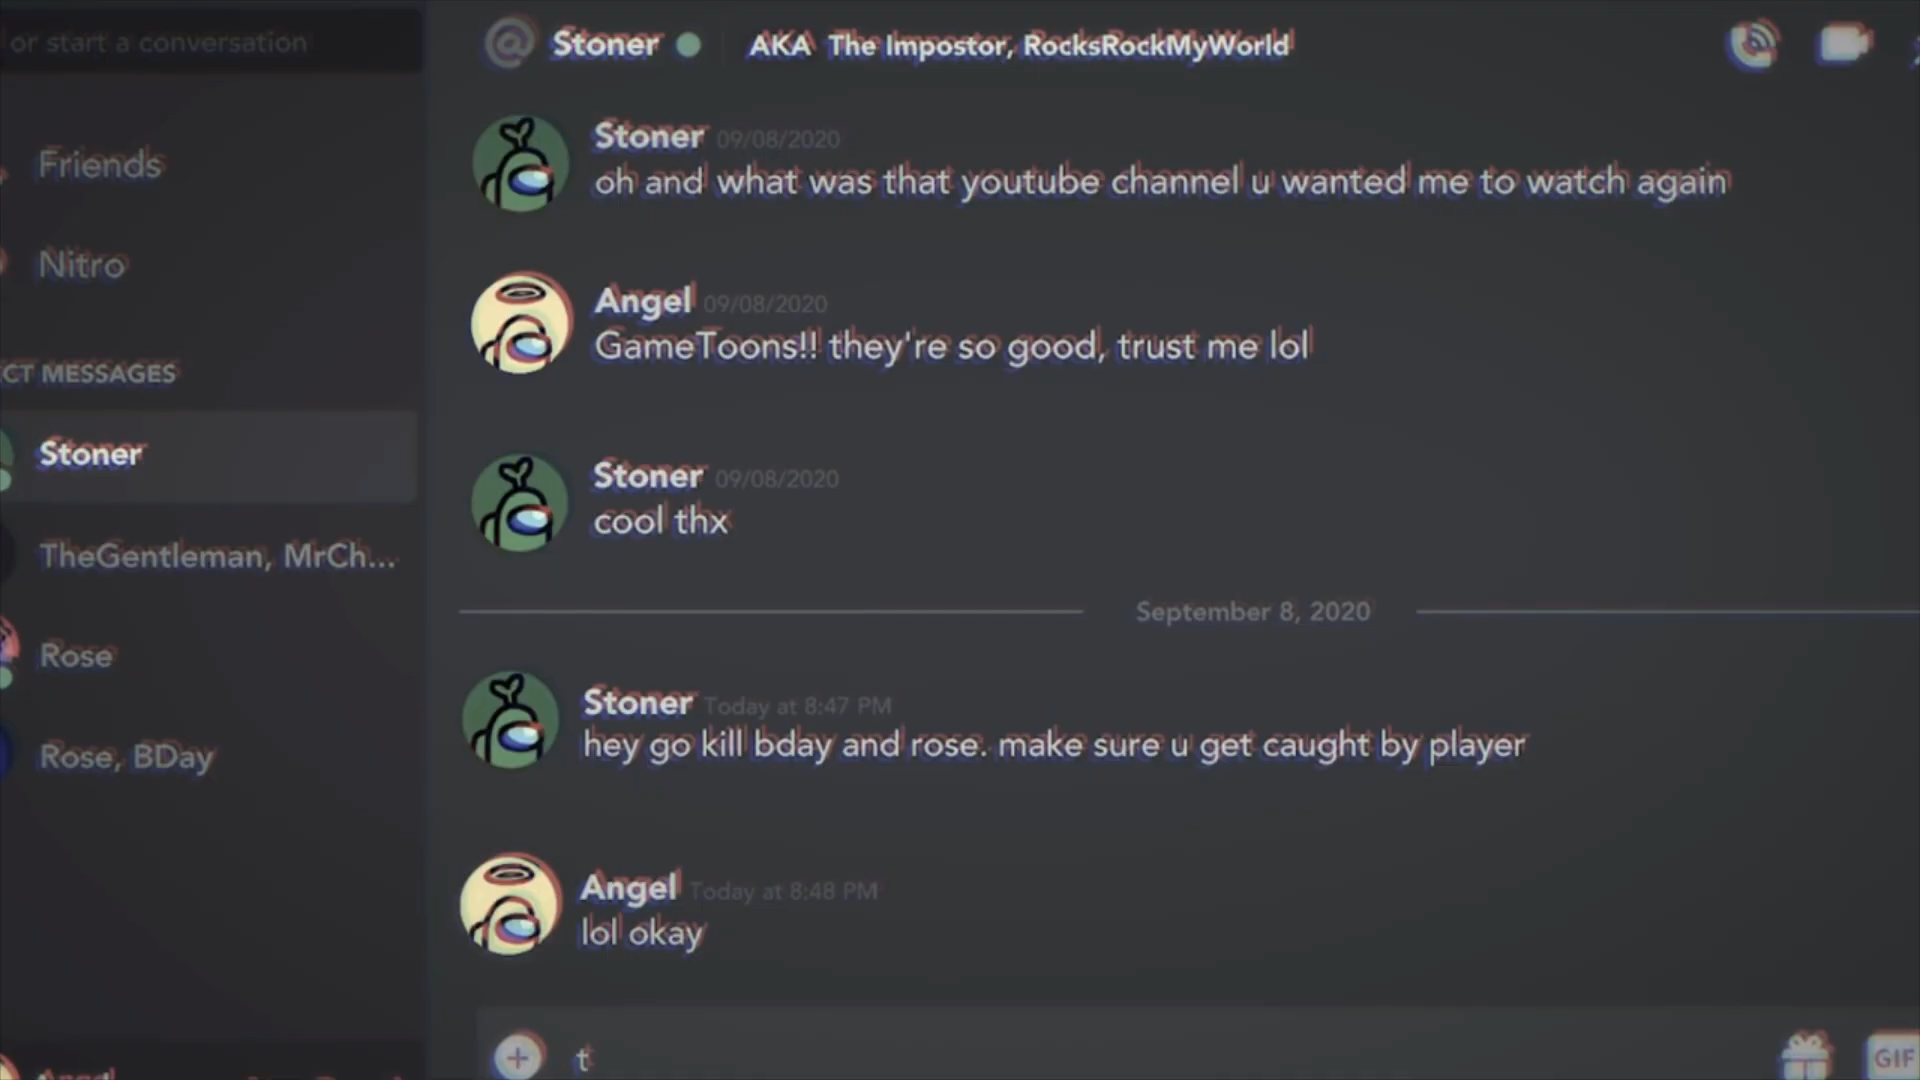 or start a conversation
Stoner AKA The Impostor, RocksRockMyWorld
Friends
Nitro
CT MESSAGES
Stoner
TheGentleman, MrCh...
Rose
Rose, BDay
Stoner 09/08/2020
oh and what was that youtube channel u wanted me to watch again
Angel 09/08/2020
GameToons!! they're so good, trust me lol
Stoner 09/08/2020
cool thx
September 8, 2020
Stoner Today at 8:47 PM
hey go kill bday and rose. make sure u get caught by player
Angel Today at 8:48 PM
lol okay
t
GIF
Angel